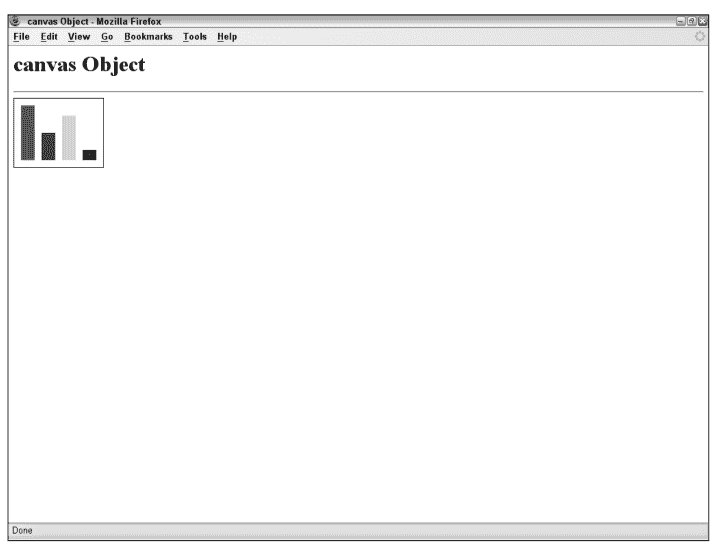 canvas Object - Mozilla Firefox
File Edit View Go Bookmarks Tools Help
canvas Object
Done